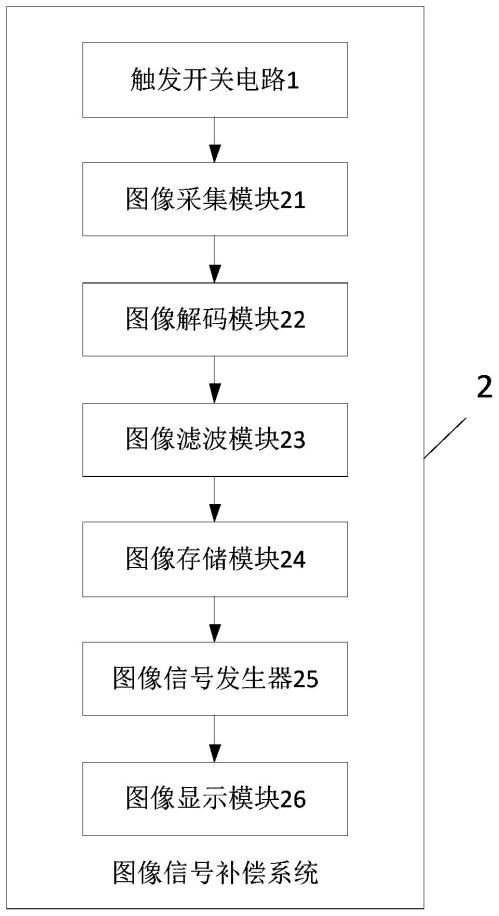 触发开关电路1
图像采集模块21
图像解码模块22
2
图像滤波模块23
图像存储模块24
图像信号发生器25
图像显示模块26
图像信号补偿系统